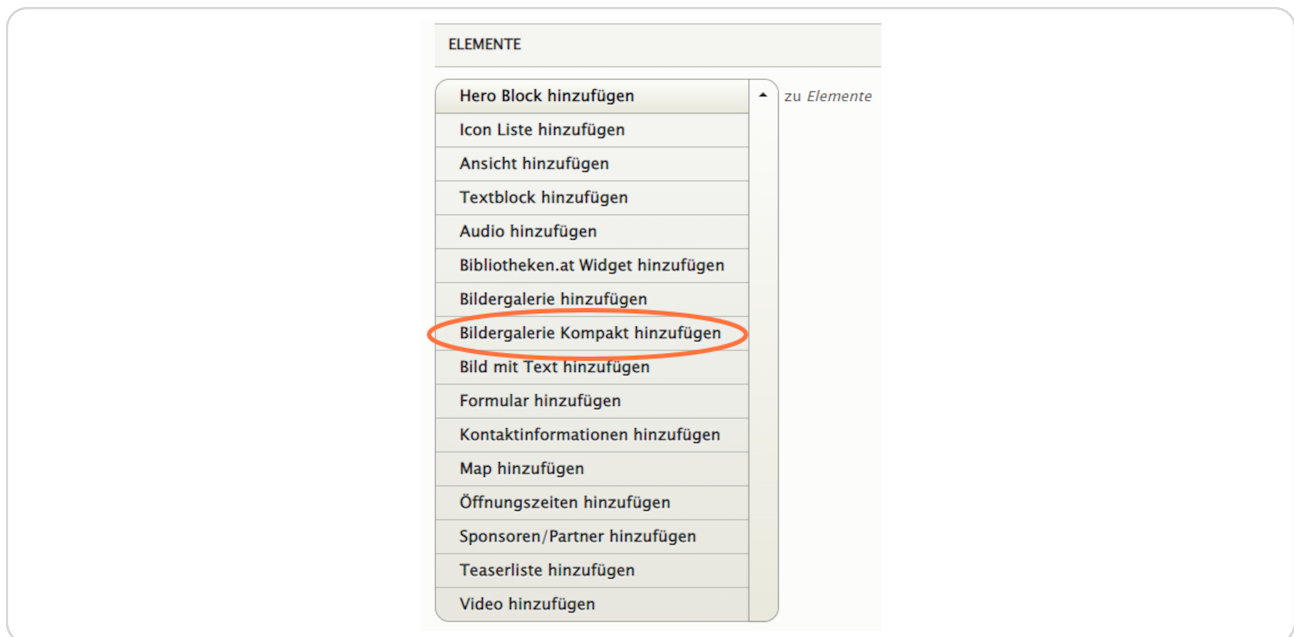 ELEMENTE
Hero Block hinzufügen
zu Elemente
Icon Liste hinzufügen
Ansicht hinzufügen
Textblock hinzufügen
Audio hinzufügen
Bibliotheken.at Widget hinzufügen
Bildergalerie hinzufügen
Bildergalerie Kompakt hinzufügen
Bild mit Text hinzufügen
Formular hinzufügen
Kontaktinformationen hinzufügen
Map hinzufügen
Öffnungszeiten hinzufügen
Sponsoren/Partner hinzufügen
Teaserliste hinzufügen
Video hinzufügen